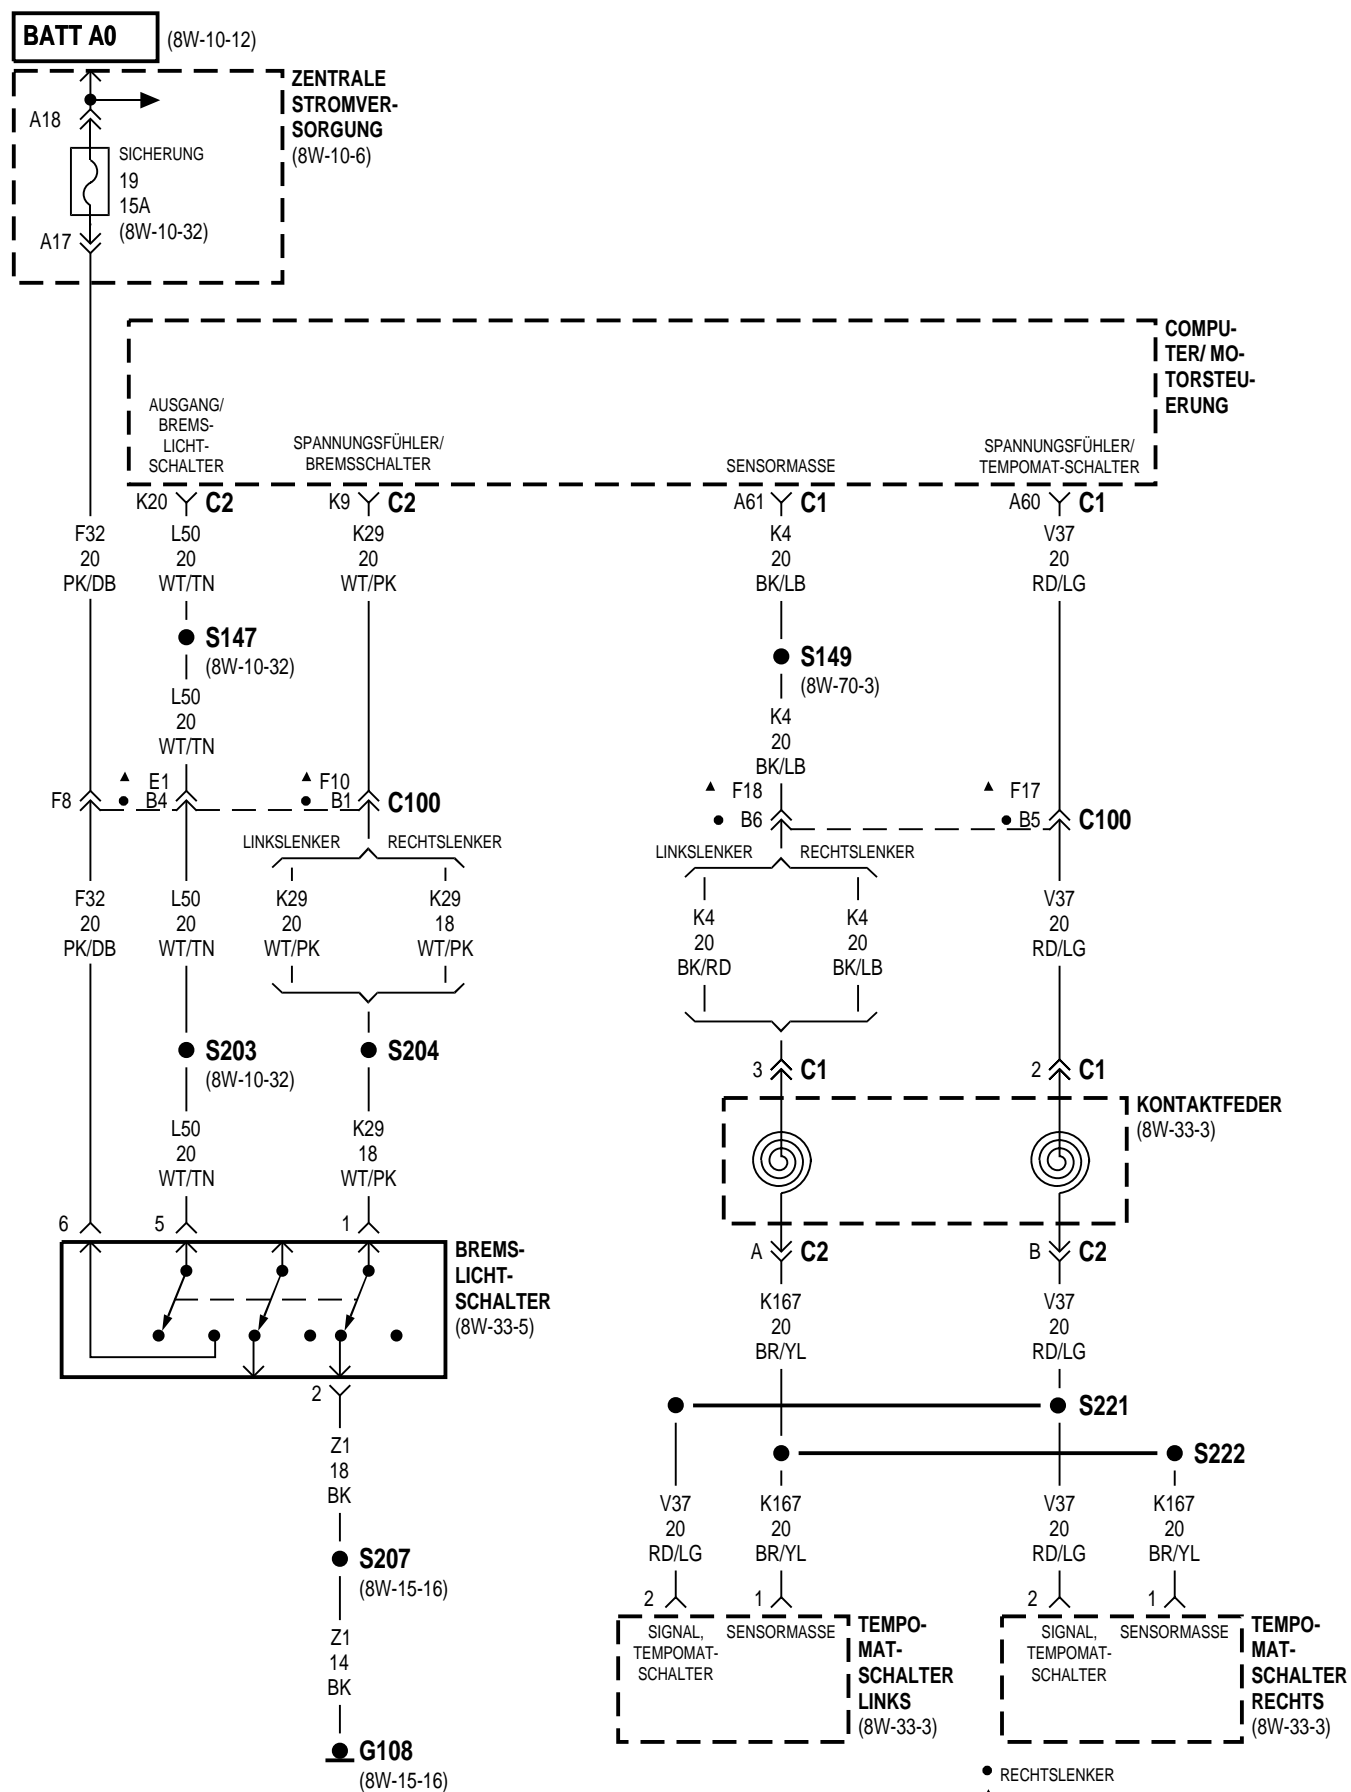 BATT A0
(8W-10-12)
ZENTRALE
STROMVER-
SORGUNG
(8W-10-6)
A18
SICHERUNG
19
15A
(8W-10-32)
A17
COMPU-
TER/ MO-
TORSTEU-
ERUNG
AUSGANG/
BREMS-
LICHT-
SCHALTER
SPANNUNGSFÜHLER/
BREMSSCHALTER
SENSORMASSE
SPANNUNGSFÜHLER/
TEMPOMAT-SCHALTER
K20 C2 K9 C2 A61 C1 A60 C1
F32 L50 K29 K4 V37
20 20 20 20 20
PK/DB WT/TN WT/PK BK/LB RD/LG
S147
(8W-10-32)
S149
(8W-70-3)
L50
20
WT/TN
K4
20
BK/LB
▲ E1 ▲ F10
F8 ● B4 ● B1 C100
▲ F18 ▲ F17
● B6 ● B5 C100
LINKSLENKER RECHTSLENKER
LINKSLENKER RECHTSLENKER
F32 L50 K29 K29
20 20 20 18
PK/DB WT/TN WT/PK WT/PK
K4 K4
20 20
BK/RD BK/LB
V37
20
RD/LG
S203
(8W-10-32)
S204
3 C1 2 C1
KONTAKTFEDER
(8W-33-3)
L50 K29
20 18
WT/TN WT/PK
6 5 1
BREMS-
LICHT-
SCHALTER
(8W-33-5)
A C2 B C2
K167 V37
20 20
BR/YL RD/LG
2
S221
S222
Z1
18
BK
V37 K167 V37 K167
20 20 20 20
RD/LG BR/YL RD/LG BR/YL
S207
(8W-15-16)
2 1 2 1
SIGNAL,
TEMPOMAT-
SCHALTER
SENSORMASSE
TEMPO-
MAT-
SCHALTER
LINKS
(8W-33-3)
SIGNAL,
TEMPOMAT-
SCHALTER
SENSORMASSE
TEMPO-
MAT-
SCHALTER
RECHTS
(8W-33-3)
Z1
14
BK
G108
(8W-15-16)
● RECHTSLENKER